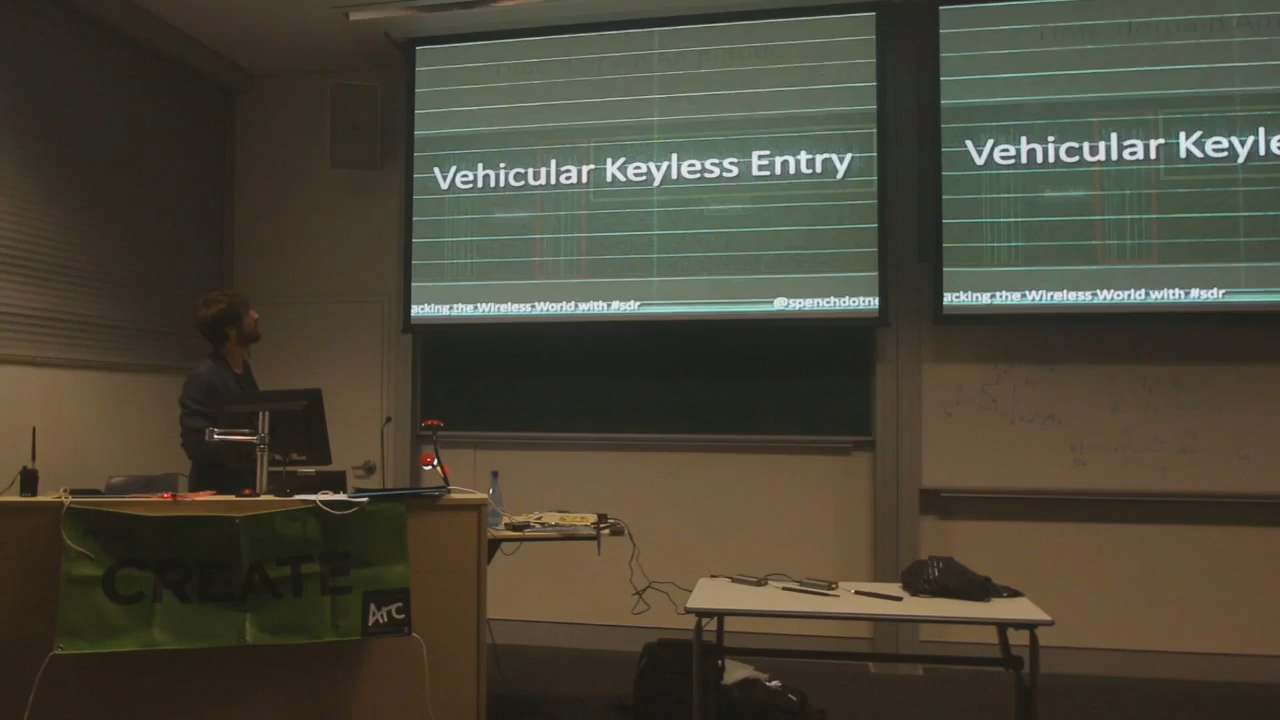 Vehicular Keyless Entry
acking the Wireless World with #sdr
@spenchdotne
Vehicular Keyle
acking the Wireless World with #sdr
CREATE
Arc